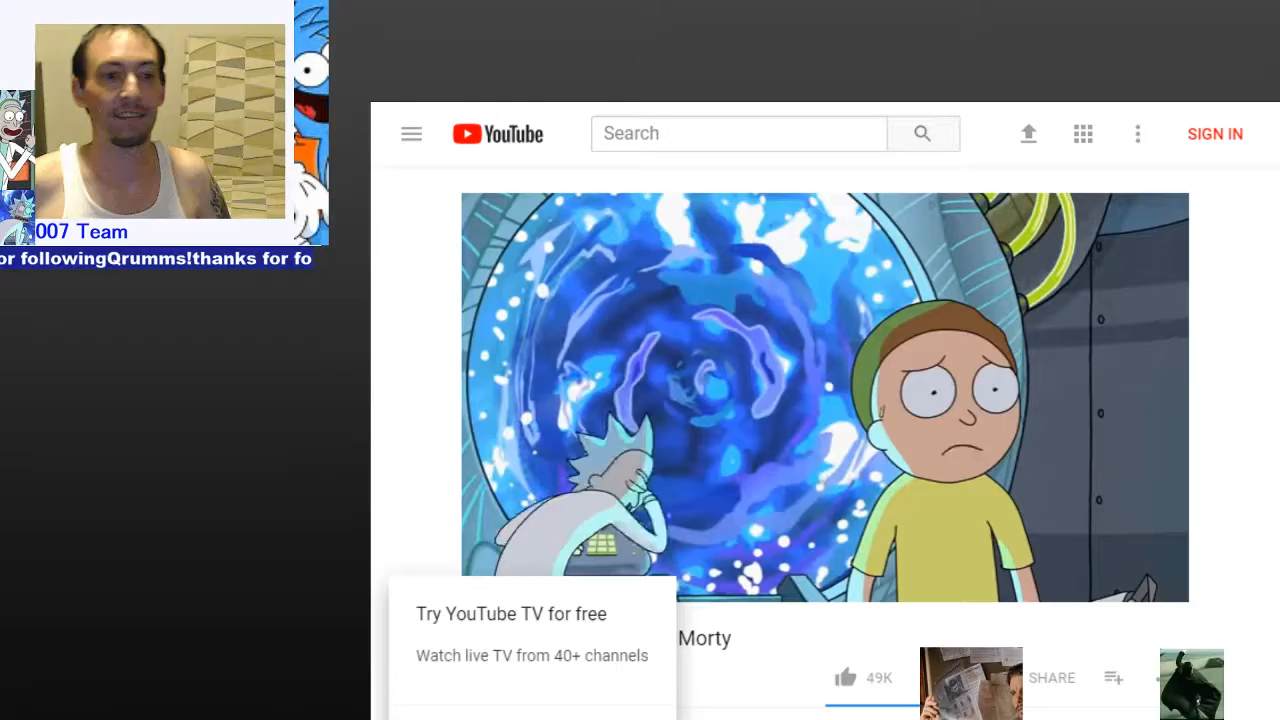 007 Team
or followingQrumms!thanks for fo
YouTube
Search
SIGN IN
Try YouTube TV for free
Watch live TV from 40+ channels
Morty
49K
SHARE